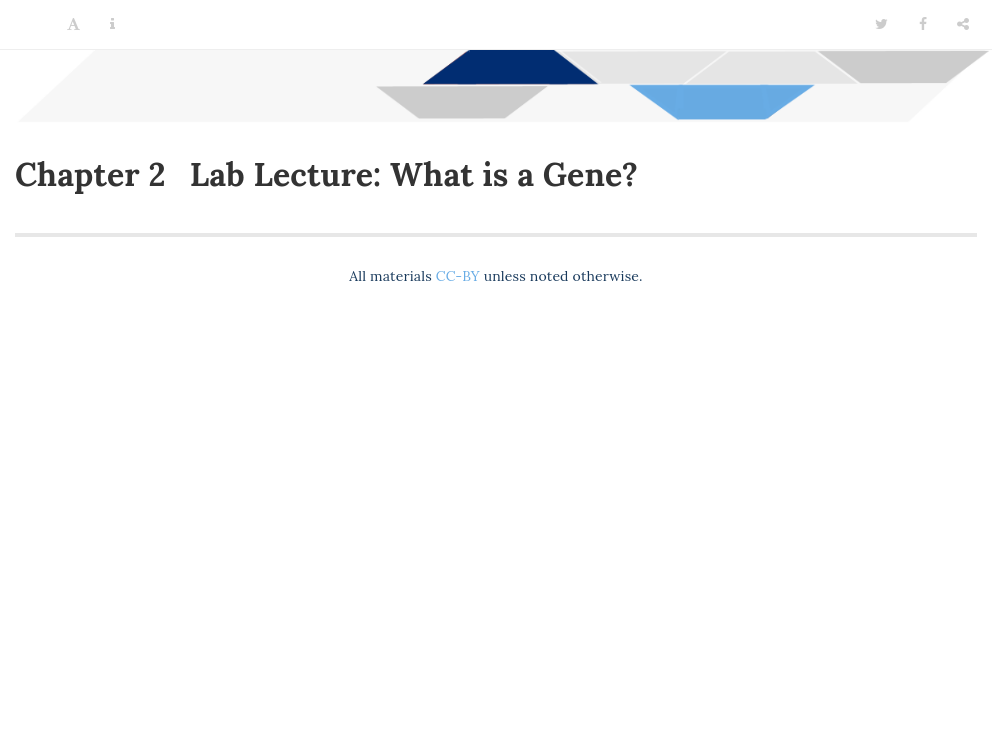 Chapter 2 Lab Lecture: What is a Gene?
All materials CC-BY unless noted otherwise.